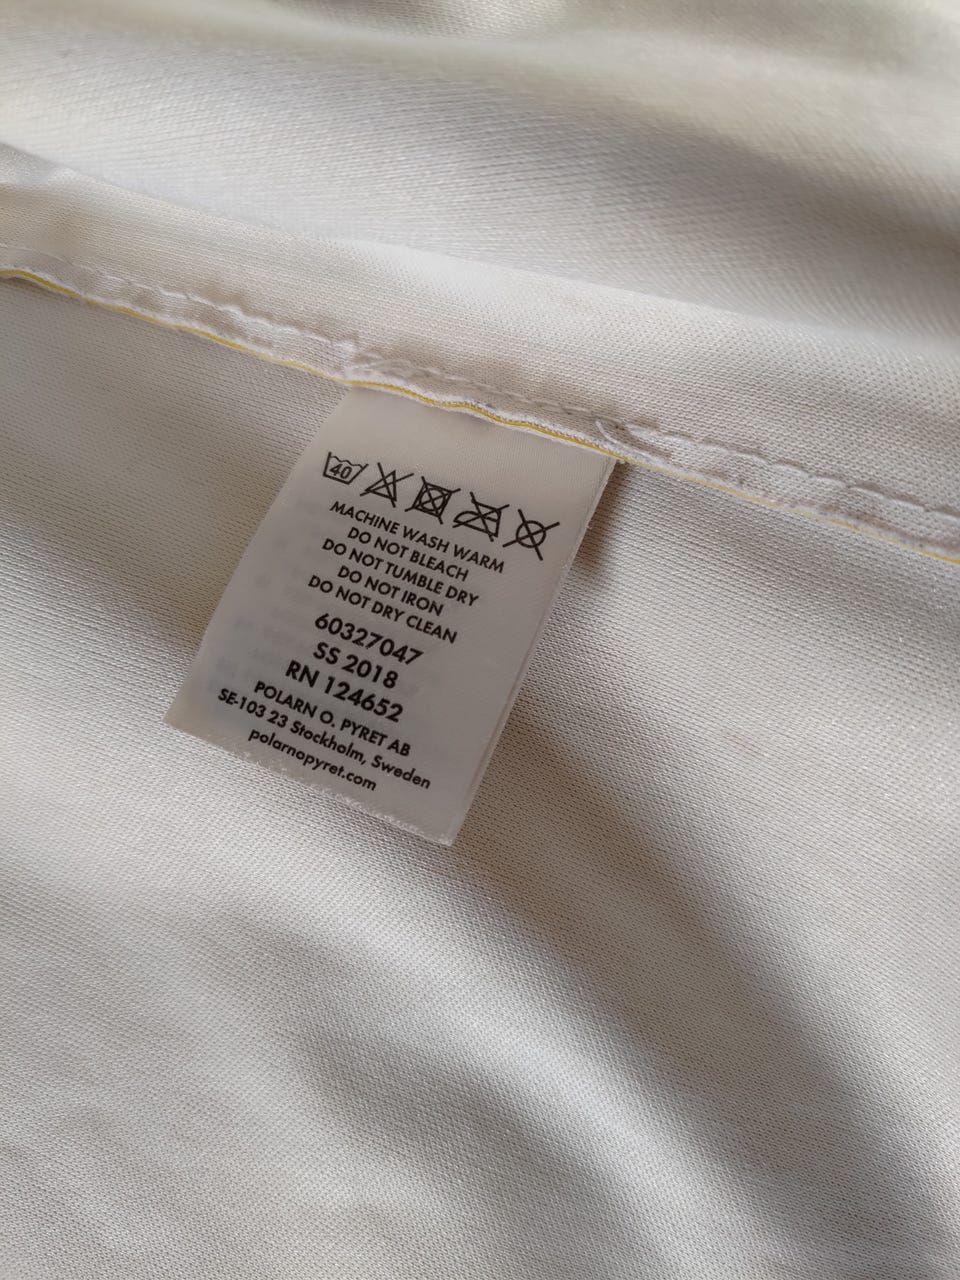 40
MACHINE WASH WARM
DO NOT BLEACH
DO NOT TUMBLE DRY
DO NOT IRON
DO NOT DRY CLEAN
60327047
SS 2018
RN 124652
POLARN O. PYRET AB
SE-103 23 Stockholm, Sweden
polarnopyret.com